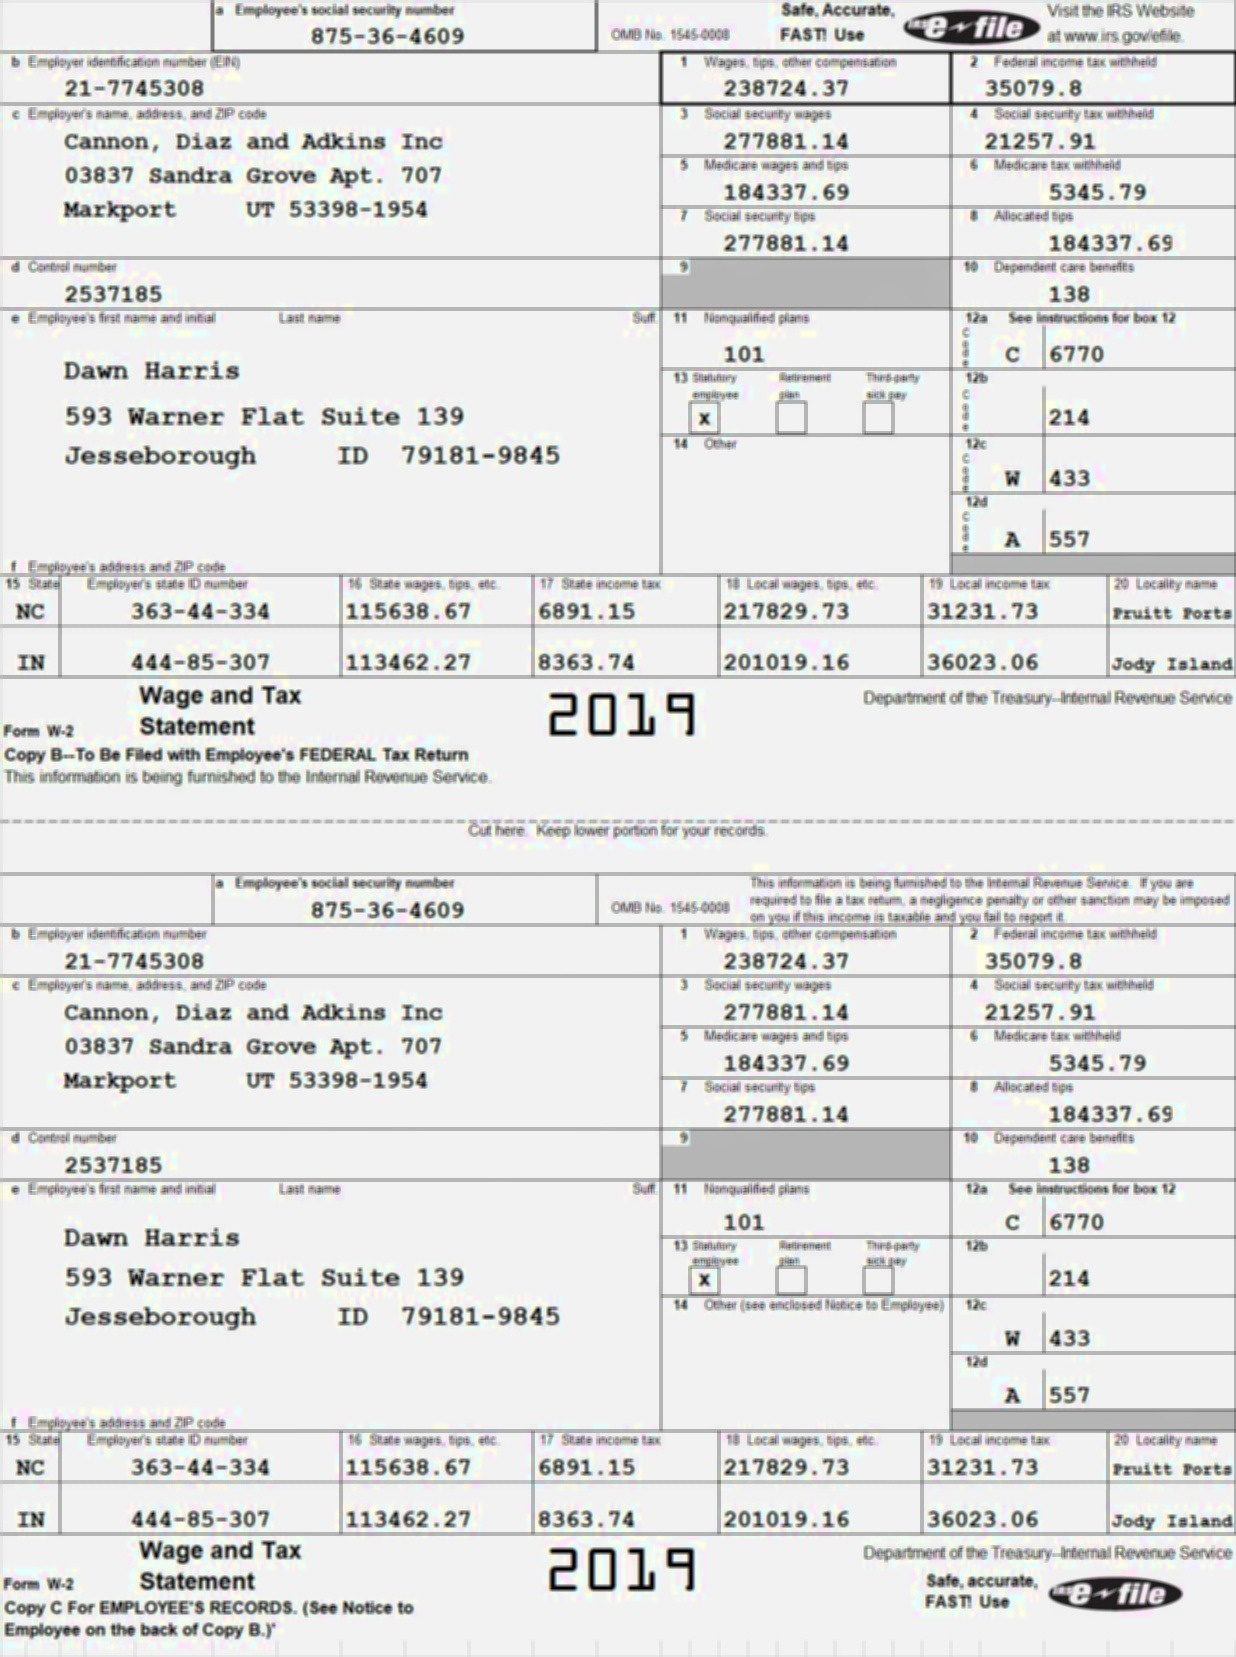 a Employee's social security number
875-36-4609
OMB No. 1545-0008
Safe, Accurate,
FAST! Use
IRS e-file
Visit the IRS Website
at www.irs.gov/efile.
b Employer identification number (EIN)
21-7745308
1 Wages, tips, other compensation
238724.37
2 Federal income tax withheld
35079.8
c Employer's name, address, and ZIP code
Cannon, Diaz and Adkins Inc
03837 Sandra Grove Apt. 707
Markport UT 53398-1954
3 Social security wages
277881.14
4 Social security tax withheld
21257.91
5 Medicare wages and tips
184337.69
6 Medicare tax withheld
5345.79
7 Social security tips
277881.14
8 Allocated tips
184337.69
d Control number
2537185
9
10 Dependent care benefits
138
e Employee's first name and initial Last name Suff.
Dawn Harris
593 Warner Flat Suite 139
Jesseborough ID 79181-9845
11 Nonqualified plans
101
12a See instructions for box 12
Code
C 6770
13 Statutory employee
Retirement plan
Third-party sick pay
x
12b
Code
214
14 Other
12c
Code
W 433
12d
Code
A 557
f Employee's address and ZIP code
15 State Employer's state ID number 16 State wages, tips, etc. 17 State income tax 18 Local wages, tips, etc. 19 Local income tax 20 Locality name
NC 363-44-334 115638.67 6891.15 217829.73 31231.73 Pruitt Ports
IN 444-85-307 113462.27 8363.74 201019.16 36023.06 Jody Island
Wage and Tax
Form W-2 Statement
2019
Department of the Treasury--Internal Revenue Service
Copy B--To Be Filed with Employee's FEDERAL Tax Return
This information is being furnished to the Internal Revenue Service.
Cut here. Keep lower portion for your records.
a Employee's social security number
875-36-4609
OMB No. 1545-0008
This information is being furnished to the Internal Revenue Service. If you are
required to file a tax return, a negligence penalty or other sanction may be imposed
on you if this income is taxable and you fail to report it.
b Employer identification number
21-7745308
1 Wages, tips, other compensation
238724.37
2 Federal income tax withheld
35079.8
c Employer's name, address, and ZIP code
Cannon, Diaz and Adkins Inc
03837 Sandra Grove Apt. 707
Markport UT 53398-1954
3 Social security wages
277881.14
4 Social security tax withheld
21257.91
5 Medicare wages and tips
184337.69
6 Medicare tax withheld
5345.79
7 Social security tips
277881.14
8 Allocated tips
184337.69
d Control number
2537185
9
10 Dependent care benefits
138
e Employee's first name and initial Last name Suff.
Dawn Harris
593 Warner Flat Suite 139
Jesseborough ID 79181-9845
11 Nonqualified plans
101
12a See instructions for box 12
C 6770
13 Statutory employee
Retirement plan
Third-party sick pay
x
12b
214
14 Other (see enclosed Notice to Employee)
12c
W 433
12d
A 557
f Employee's address and ZIP code
15 State Employer's state ID number 16 State wages, tips, etc. 17 State income tax 18 Local wages, tips, etc. 19 Local income tax 20 Locality name
NC 363-44-334 115638.67 6891.15 217829.73 31231.73 Pruitt Ports
IN 444-85-307 113462.27 8363.74 201019.16 36023.06 Jody Island
Wage and Tax
Form W-2 Statement
2019
Department of the Treasury--Internal Revenue Service
Safe, accurate,
FAST! Use
IRS e-file
Copy C For EMPLOYEE'S RECORDS. (See Notice to
Employee on the back of Copy B.)'